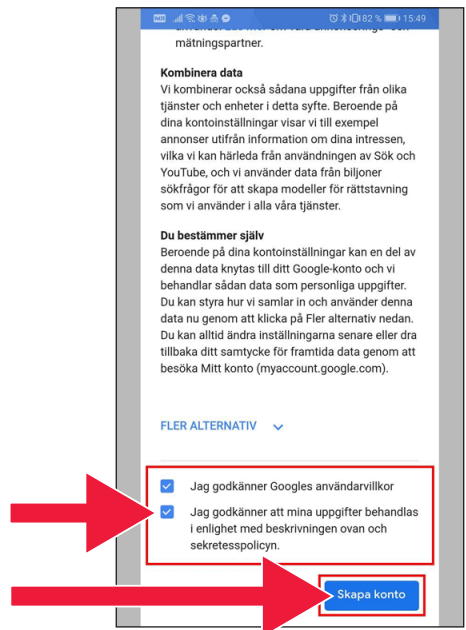 82 % 15:49
mätningspartner.
Kombinera data
Vi kombinerar också sådana uppgifter från olika
tjänster och enheter i detta syfte. Beroende på
dina kontoinställningar visar vi till exempel
annonser utifrån information om dina intressen,
vilka vi kan härleda från användningen av Sök och
YouTube, och vi använder data från biljoner
sökfrågor för att skapa modeller för rättstavning
som vi använder i alla våra tjänster.
Du bestämmer själv
Beroende på dina kontoinställningar kan en del av
denna data knytas till ditt Google-konto och vi
behandlar sådan data som personliga uppgifter.
Du kan styra hur vi samlar in och använder denna
data nu genom att klicka på Fler alternativ nedan.
Du kan alltid ändra inställningarna senare eller dra
tillbaka ditt samtycke för framtida data genom att
besöka Mitt konto (myaccount.google.com).
FLER ALTERNATIV
Jag godkänner Googles användarvillkor
Jag godkänner att mina uppgifter behandlas
i enlighet med beskrivningen ovan och
sekretesspolicyn.
Skapa konto